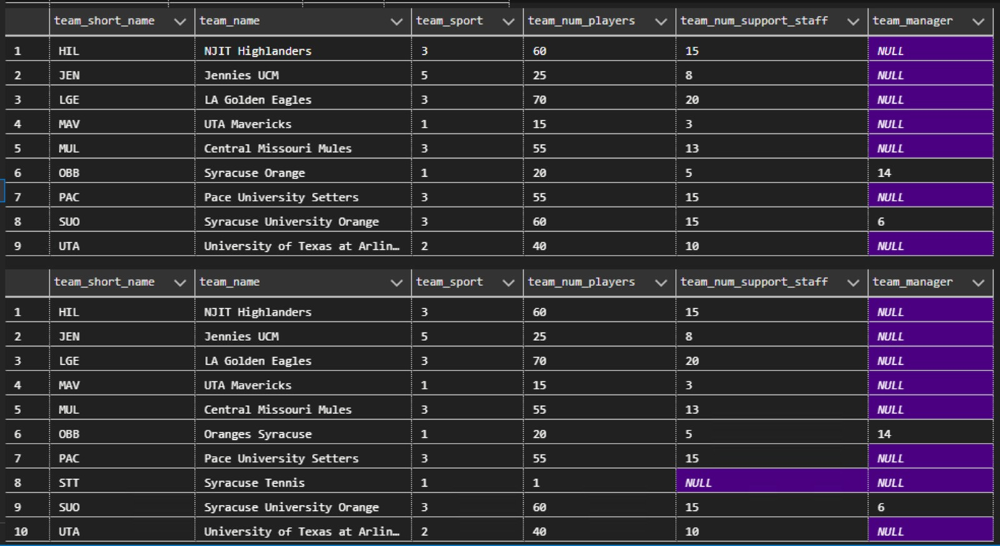 team_short_name team_name team_sport team_num_players team_num_support_staff team_manager
1 HIL NJIT Highlanders 3 60 15 NULL
2 JEN Jennies UCM 5 25 8 NULL
3 LGE LA Golden Eagles 3 70 20 NULL
4 MAV UTA Mavericks 1 15 3 NULL
5 MUL Central Missouri Mules 3 55 13 NULL
6 OBB Syracuse Orange 1 20 5 14
7 PAC Pace University Setters 3 55 15 NULL
8 SUO Syracuse University Orange 3 60 15 6
9 UTA University of Texas at Arlin… 2 40 10 NULL
team_short_name team_name team_sport team_num_players team_num_support_staff team_manager
1 HIL NJIT Highlanders 3 60 15 NULL
2 JEN Jennies UCM 5 25 8 NULL
3 LGE LA Golden Eagles 3 70 20 NULL
4 MAV UTA Mavericks 1 15 3 NULL
5 MUL Central Missouri Mules 3 55 13 NULL
6 OBB Oranges Syracuse 1 20 5 14
7 PAC Pace University Setters 3 55 15 NULL
8 STT Syracuse Tennis 1 1 NULL NULL
9 SUO Syracuse University Orange 3 60 15 6
10 UTA University of Texas at Arlin… 2 40 10 NULL